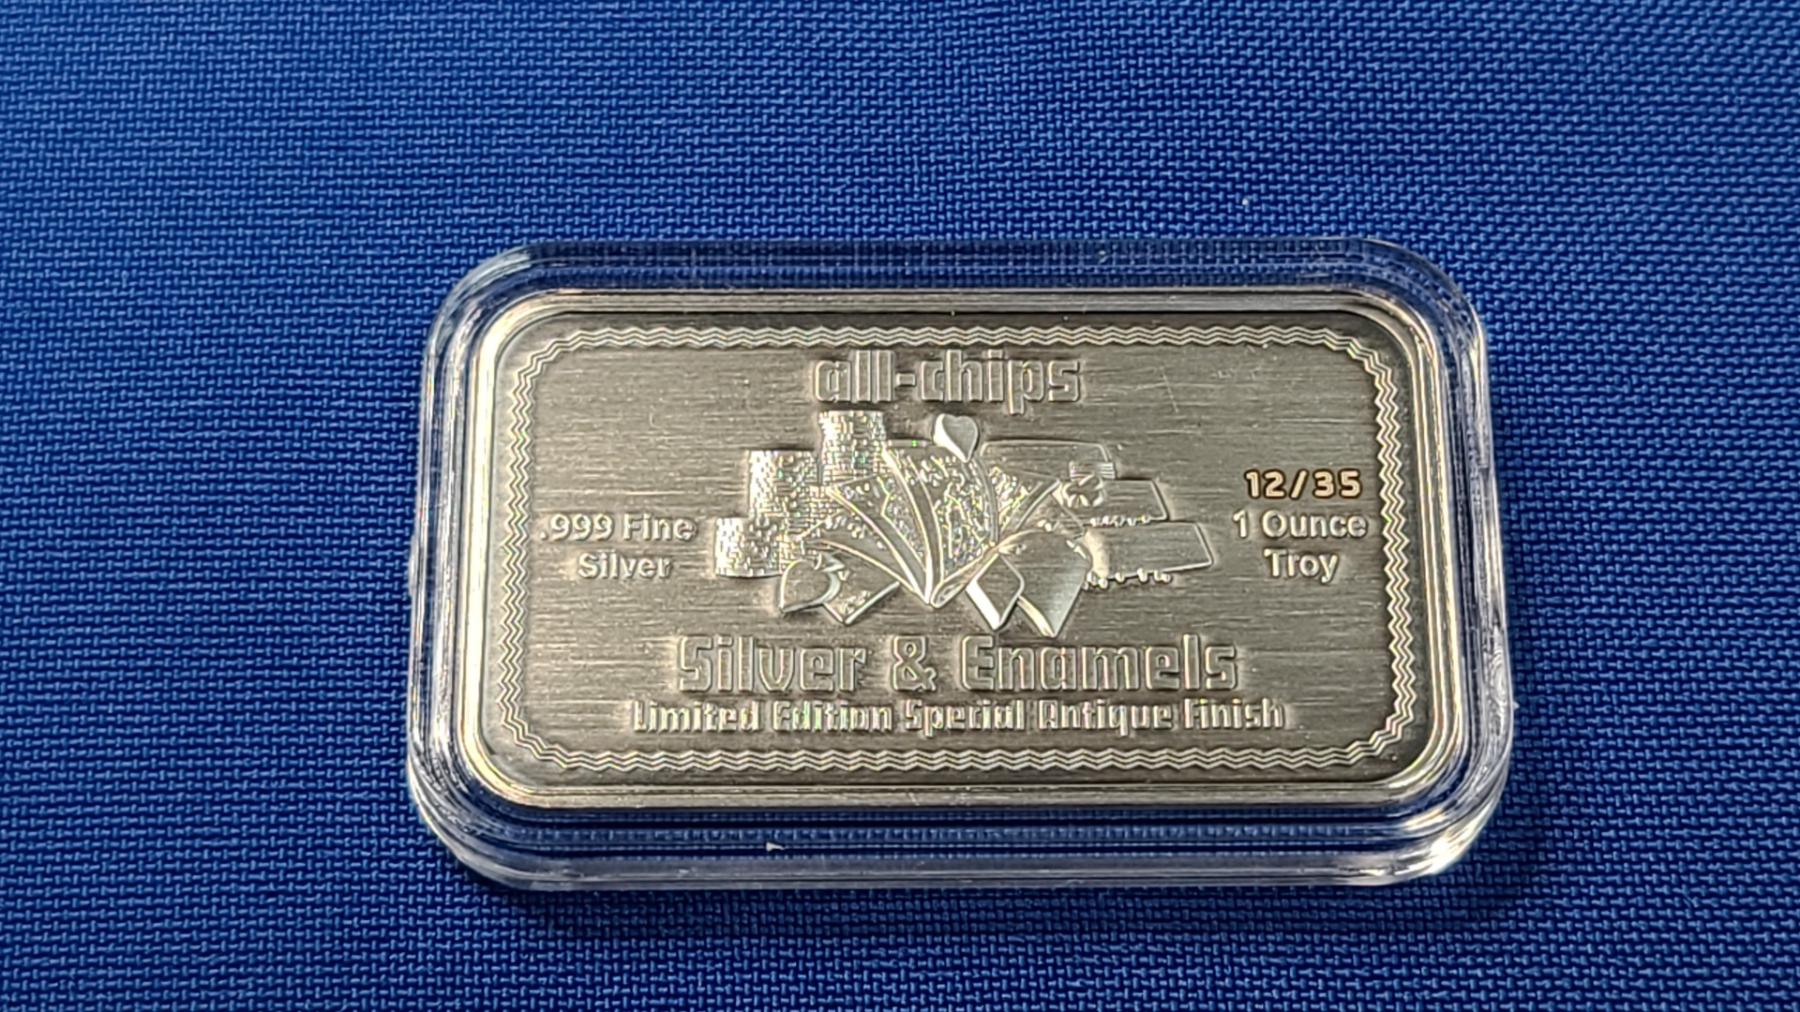 all-chips
12/35
.999 Fine
Silver
1 Ounce
Troy
Silver & Enamels
Limited Edition Special Antique Finish